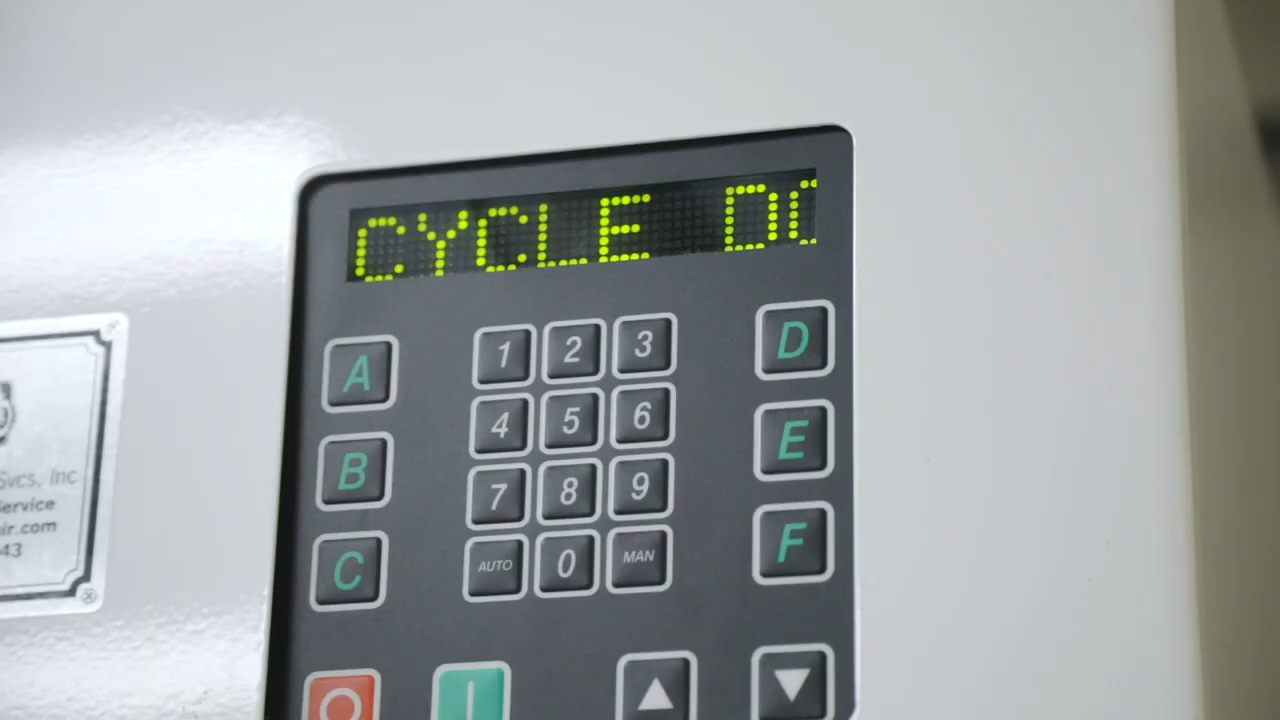 CYCLE D
A 1 2 3 D
4 5 6 E
B 7 8 9
C AUTO 0 MAN F
Svcs, Inc
Service
ir.com
43